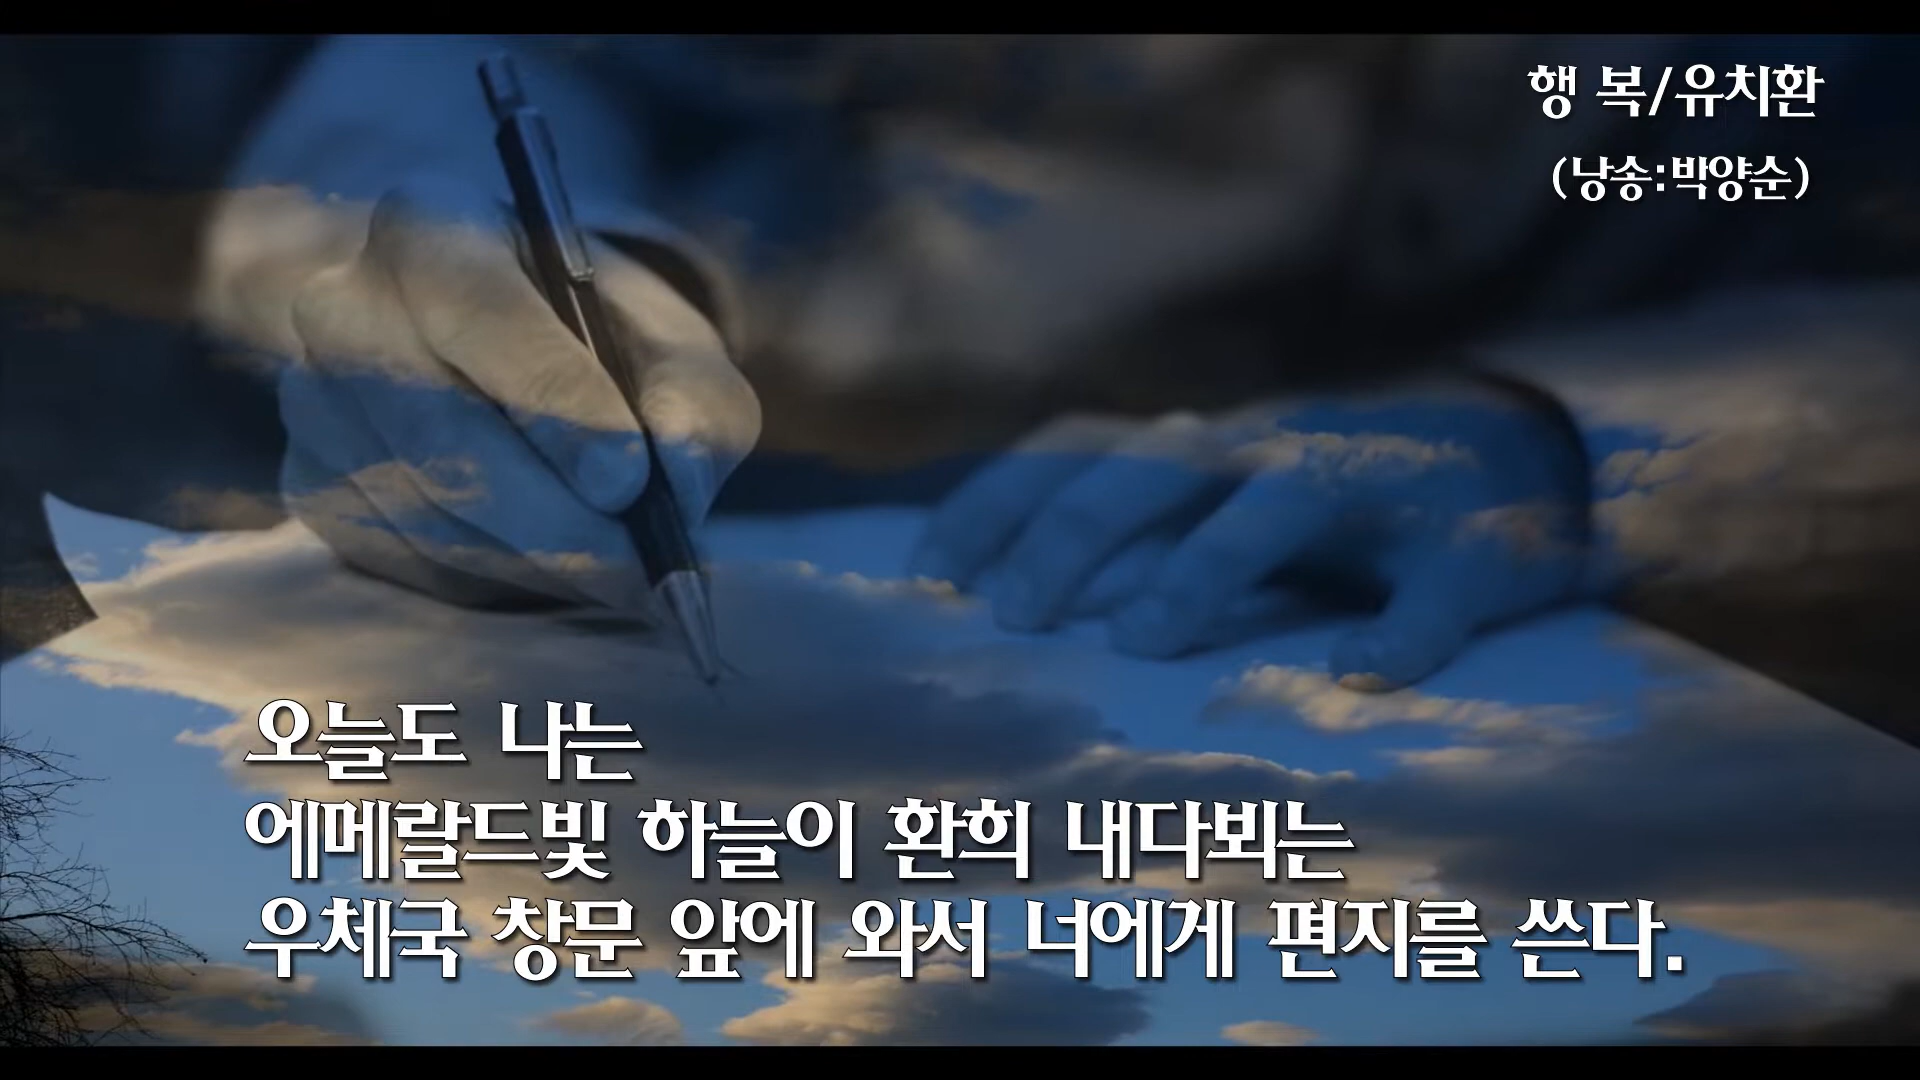 행 복/유치환
(낭송:박양순)
오늘도 나는
에메랄드빛 하늘이 환희 내다뵈는
우체국 창문 앞에 와서 너에게 편지를 쓴다.